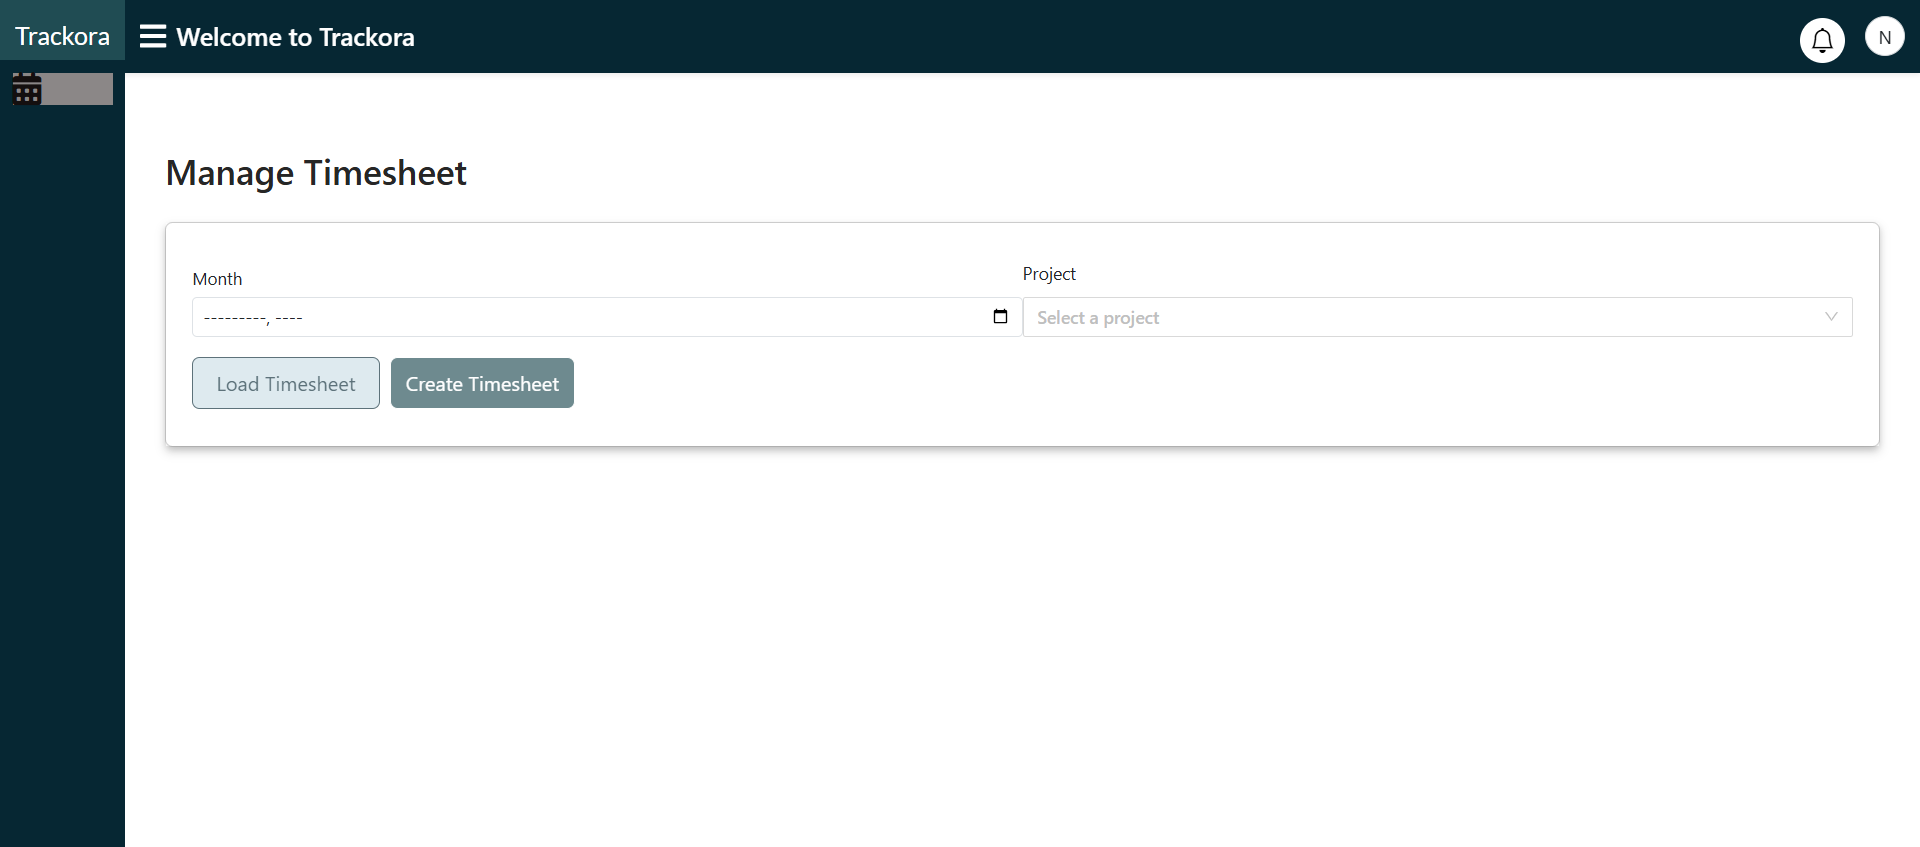 Trackora
Welcome to Trackora
N
Manage Timesheet
Month
Project
---------, ----
Select a project
Load Timesheet
Create Timesheet